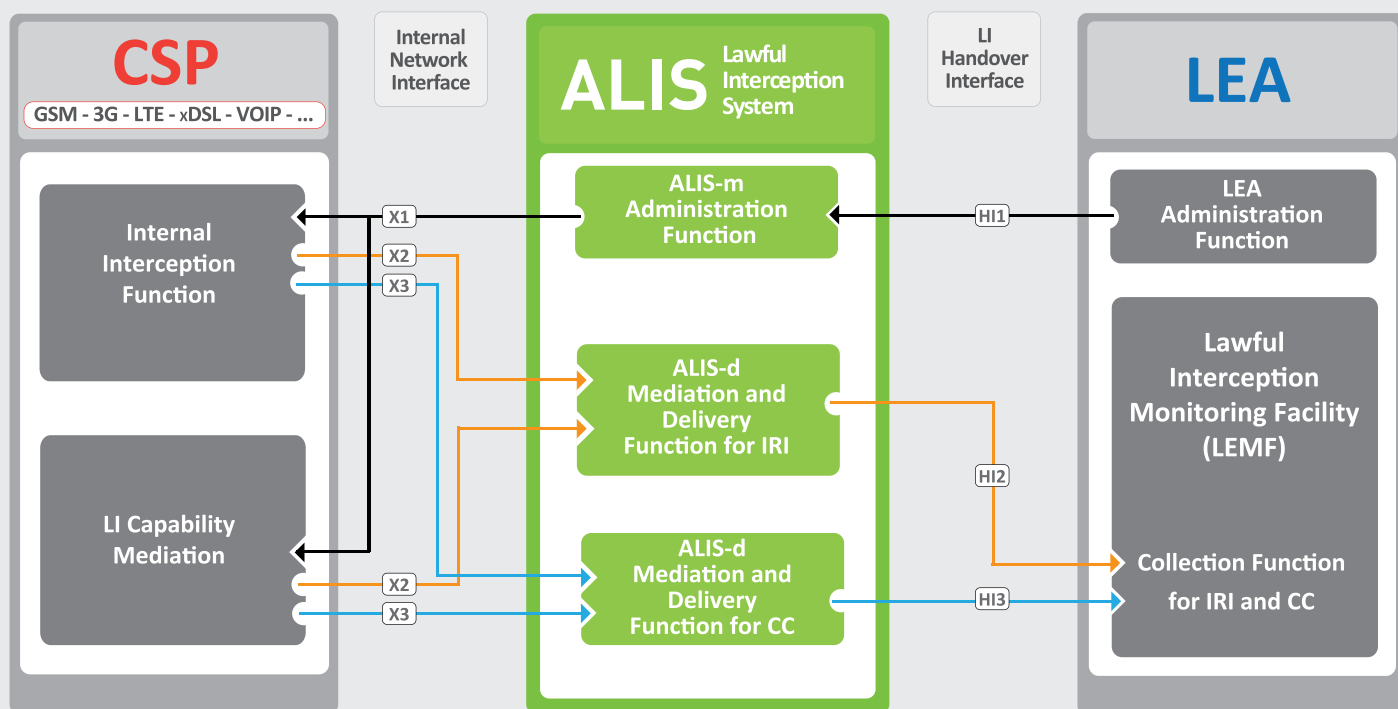 CSP
GSM - 3G - LTE - xDSL - VOIP - ...
Internal
Interception
Function
LI Capability
Mediation
Internal
Network
Interface
X1
X2
X3
X2
X3
ALIS
Lawful
Interception
System
ALIS-m
Administration
Function
ALIS-d
Mediation and
Delivery
Function for IRI
ALIS-d
Mediation and
Delivery
Function for CC
LI
Handover
Interface
HI1
HI2
HI3
LEA
LEA
Administration
Function
Lawful
Interception
Monitoring Facility
(LEMF)
Collection Function
for IRI and CC